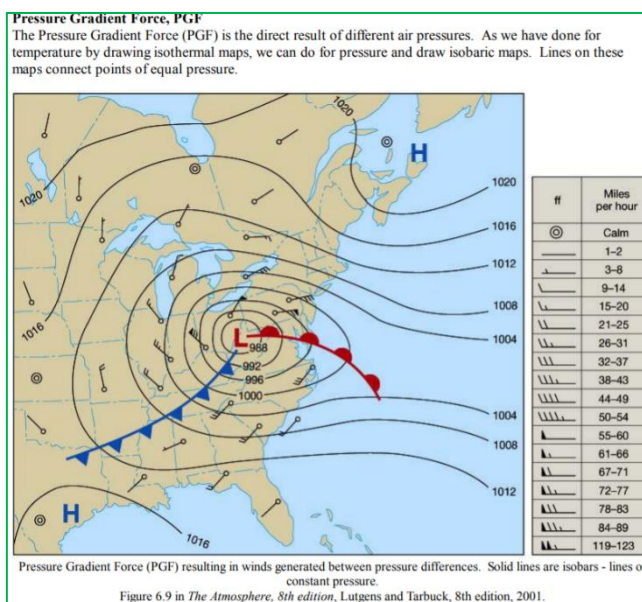 Pressure Gradient Force, PGF
The Pressure Gradient Force (PGF) is the direct result of different air pressures. As we have done for
temperature by drawing isothermal maps, we can do for pressure and draw isobaric maps. Lines on these
maps connect points of equal pressure.
1020
H
1020
1020
1016
1012
1008
1016
1004
L
988
992
996
1000
1004
1008
1012
H
1016
ff Miles per hour
Calm
1–2
3–8
9–14
15–20
21–25
26–31
32–37
38–43
44–49
50–54
55–60
61–66
67–71
72–77
78–83
84–89
119–123
Pressure Gradient Force (PGF) resulting in winds generated between pressure differences. Solid lines are isobars - lines o
constant pressure.
Figure 6.9 in The Atmosphere, 8th edition, Lutgens and Tarbuck, 8th edition, 2001.